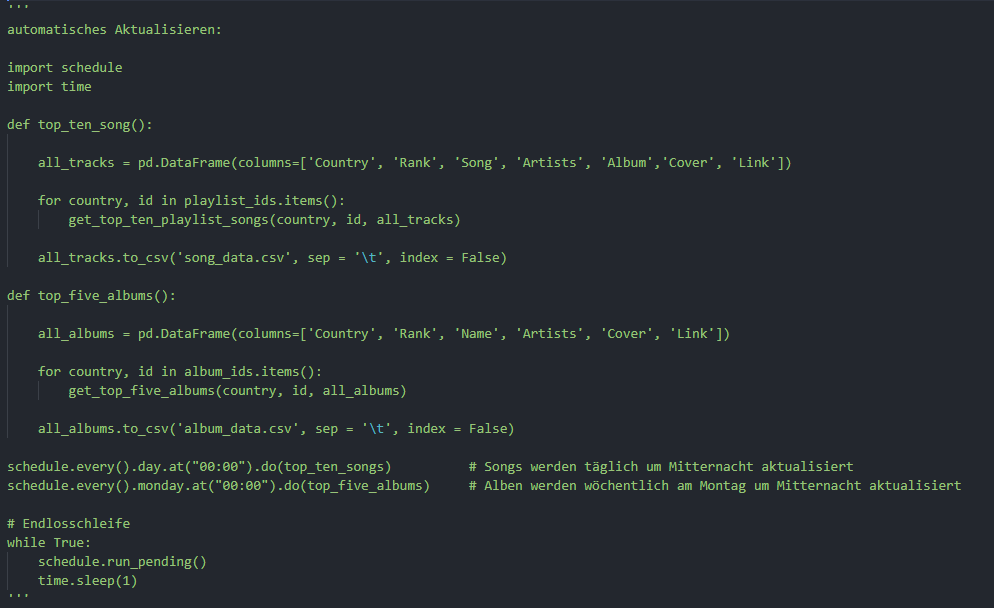 '''
automatisches Aktualisieren:
import schedule
import time
def top_ten_song():
all_tracks = pd.DataFrame(columns=['Country', 'Rank', 'Song', 'Artists', 'Album','Cover', 'Link'])
for country, id in playlist_ids.items():
get_top_ten_playlist_songs(country, id, all_tracks)
all_tracks.to_csv('song_data.csv', sep = '\t', index = False)
def top_five_albums():
all_albums = pd.DataFrame(columns=['Country', 'Rank', 'Name', 'Artists', 'Cover', 'Link'])
for country, id in album_ids.items():
get_top_five_albums(country, id, all_albums)
all_albums.to_csv('album_data.csv', sep = '\t', index = False)
schedule.every().day.at("00:00").do(top_ten_songs) # Songs werden täglich um Mitternacht aktualisiert
schedule.every().monday.at("00:00").do(top_five_albums) # Alben werden wöchentlich am Montag um Mitternacht aktualisiert
# Endlosschleife
while True:
schedule.run_pending()
time.sleep(1)
'''